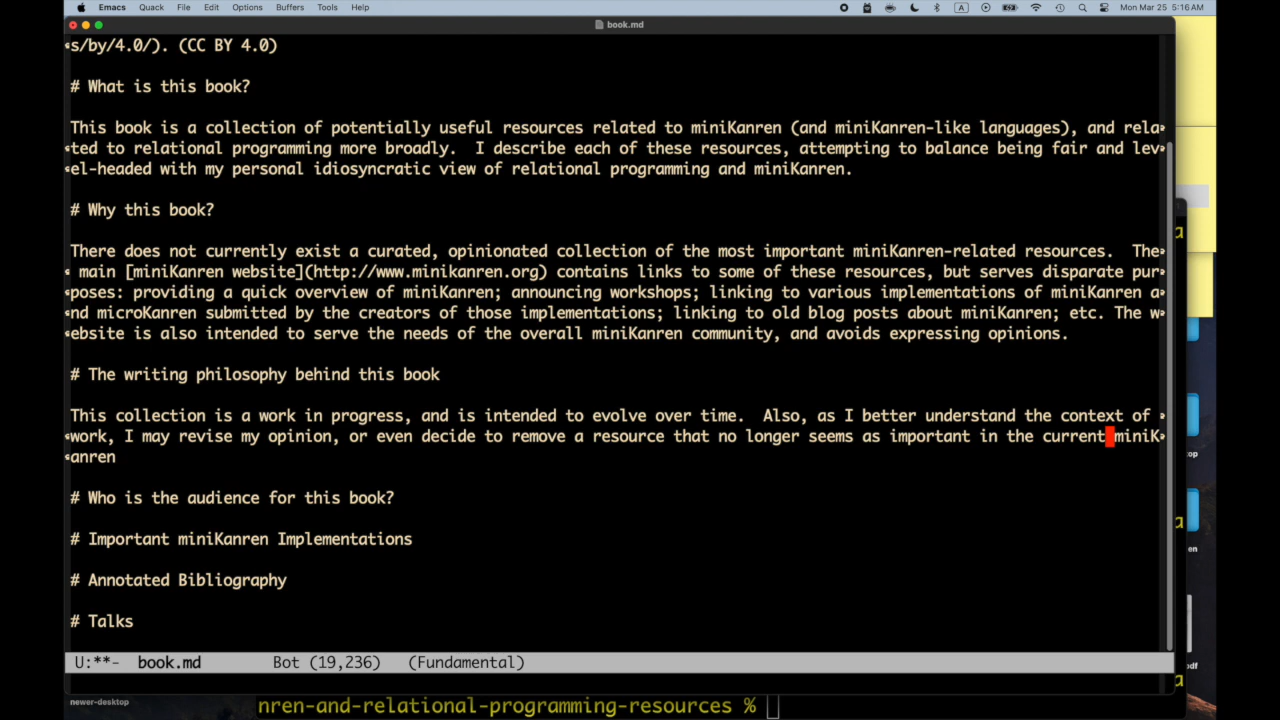 Emacs Quack File Edit Options Buffers Tools Help A Mon Mar 25 5:16 AM
book.md
s/by/4.0/). (CC BY 4.0)
# What is this book?
This book is a collection of potentially useful resources related to miniKanren (and miniKanren-like languages), and rela
ted to relational programming more broadly.  I describe each of these resources, attempting to balance being fair and lev
el-headed with my personal idiosyncratic view of relational programming and miniKanren.
# Why this book?
There does not currently exist a curated, opinionated collection of the most important miniKanren-related resources.  The
main [miniKanren website](http://www.minikanren.org) contains links to some of these resources, but serves disparate pur
poses: providing a quick overview of miniKanren; announcing workshops; linking to various implementations of miniKanren a
nd microKanren submitted by the creators of those implementations; linking to old blog posts about miniKanren; etc. The w
ebsite is also intended to serve the needs of the overall miniKanren community, and avoids expressing opinions.
# The writing philosophy behind this book
This collection is a work in progress, and is intended to evolve over time.  Also, as I better understand the context of
work, I may revise my opinion, or even decide to remove a resource that no longer seems as important in the current miniK
anren
# Who is the audience for this book?
# Important miniKanren Implementations
# Annotated Bibliography
# Talks
U:**-  book.md        Bot (19,236)   (Fundamental)
newer-desktop
nren-and-relational-programming-resources %
a
a
a
op
en
pdf